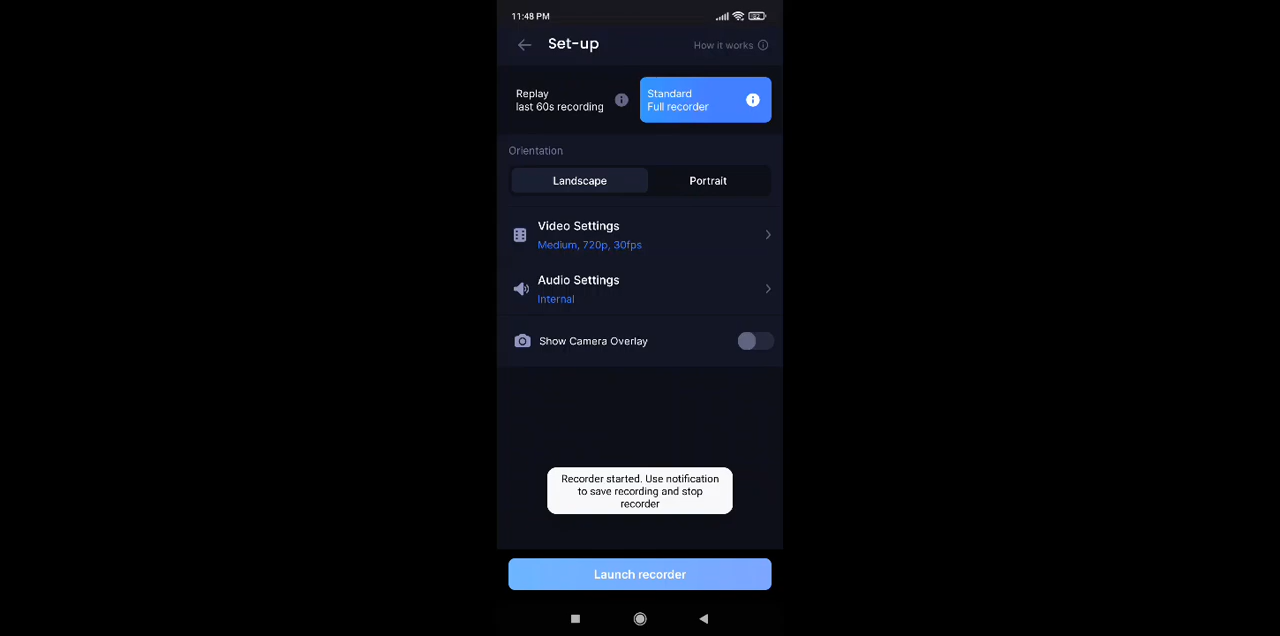 11:48 PM
Set-up
How it works
Replay
last 60s recording
Standard
Full recorder
Orientation
Landscape
Portrait
Video Settings
Medium, 720p, 30fps
Audio Settings
Internal
Show Camera Overlay
Recorder started. Use notification
to save recording and stop
recorder
Launch recorder